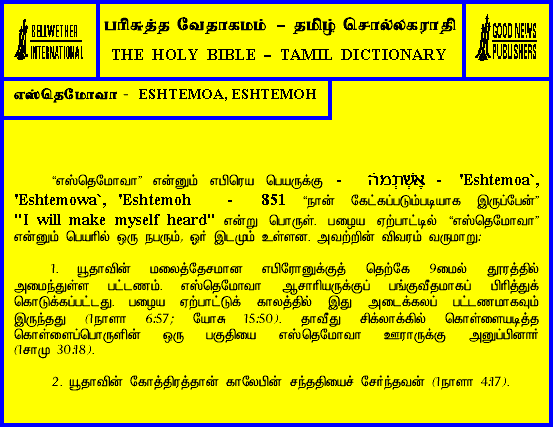 BELLWETHER
INTERNATIONAL
பரிசுத்த வேதாகமம் – தமிழ் சொல்லகராதி
THE HOLY BIBLE – TAMIL DICTIONARY
GOOD NEWS
PUBLISHERS
எஸ்தெமோவா - ESHTEMOA, ESHTEMOH
“எஸ்தெமோவா” என்னும் எபிரெய பெயருக்கு - אֶשְׁתְּמֹה - 'Eshtemoa`,
'Eshtemowa`, 'Eshtemoh - 851 “நான் கேட்கப்படும்படியாக இருப்பேன்”
"I will make myself heard" என்று பொருள். பழைய ஏற்பாட்டில் “எஸ்தெமோவா”
என்னும் பெயரில் ஒரு நபரும், ஓர் இடமும் உள்ளன. அவற்றின் விவரம் வருமாறு:
1. யூதாவின் மலைத்தேசமான எபிரோனுக்குத் தெற்கே 9மைல் தூரத்தில்
அமைந்துள்ள பட்டணம். எஸ்தெமோவா ஆசாரியருக்குப் பங்குவீதமாகப் பிரித்துக்
கொடுக்கப்பட்டது. பழைய ஏற்பாட்டுக் காலத்தில் இது அடைக்கலப் பட்டணமாகவும்
இருந்தது (1நாளா 6:57; யோசு 15:50). தாவீது சிக்லாக்கில் கொள்ளையடித்த
கொள்ளைப்பொருளின் ஒரு பகுதியை எஸ்தெமோவா ஊராருக்கு அனுப்பினார்
(1சாமு 30:18).
2. யூதாவின் கோத்திரத்தான் காலேபின் சந்ததியைச் சேர்ந்தவன் (1நாளா 4:17).